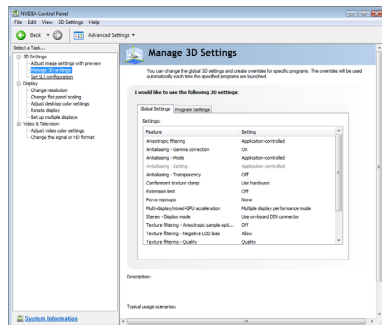 NVIDIA Control Panel
File Edit View 3D Settings Help
Back
Advanced Settings
Select a Task...
3D Settings
Adjust image settings with preview
Manage 3D settings
Set SLI configuration
Display
Change resolution
Change flat panel scaling
Adjust desktop color settings
Rotate display
Set up multiple displays
Video & Television
Adjust video color settings
Change the signal or HD format
System Information
Manage 3D Settings
You can change the global 3D settings and create overrides for specific programs. The overrides will be used
automatically each time the specified programs are launched.
I would like to use the following 3D settings:
Global Settings Program Settings
Settings:
Feature Setting
Anisotropic filtering Application-controlled
Antialiasing - Gamma correction On
Antialiasing - Mode Application-controlled
Antialiasing - Setting Application-controlled
Antialiasing - Transparency Off
Conformant texture clamp Use hardware
Extension limit Off
Force mipmaps None
Multi-display/mixed-GPU acceleration Multiple display performance mode
Stereo - Display mode Use on-board DIN connector
Texture filtering - Anisotropic sample opti... Off
Texture filtering - Negative LOD bias Allow
Texture filtering - Quality Quality
Description:
Typical usage scenarios: